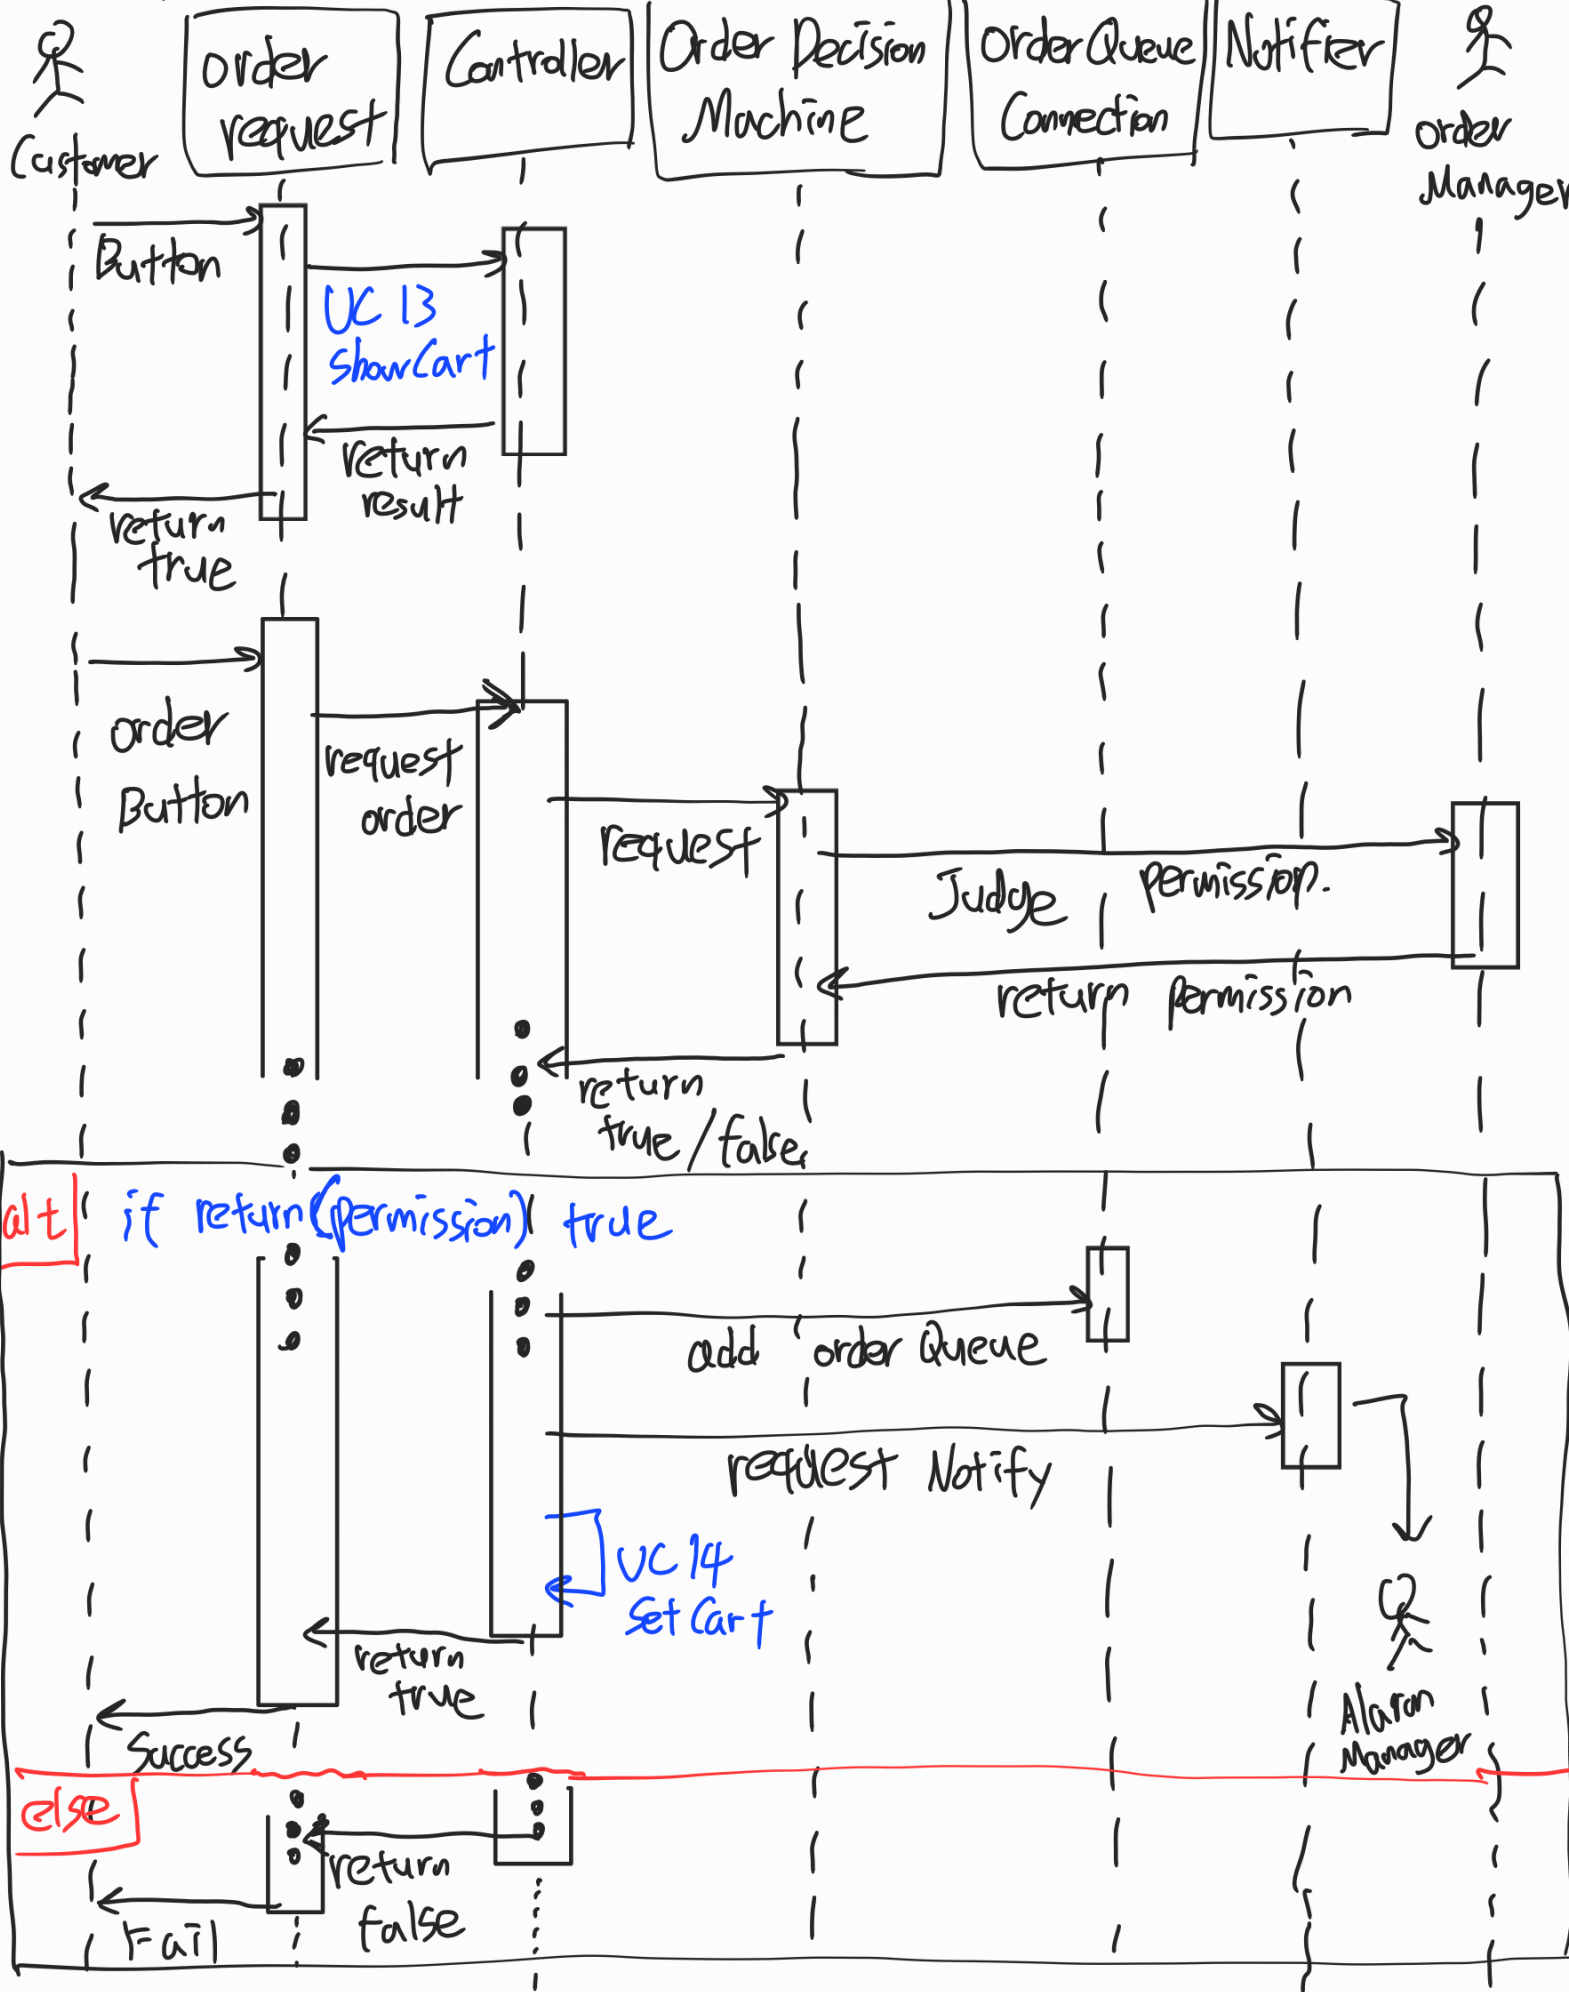 Customer
order
request
Controller
Order Decision
Machine
Order Queue
Connection
Notifier
order
Manager
Button
UC 13
showCart
return
result
return
true
order
Button
request
order
request
Judge permission.
return permission
return
true/false
alt
if return(permission) true
add order Queue
request Notify
UC 14
SetCart
return
true
Success
Alarm
Manager
else
return
false
Fail